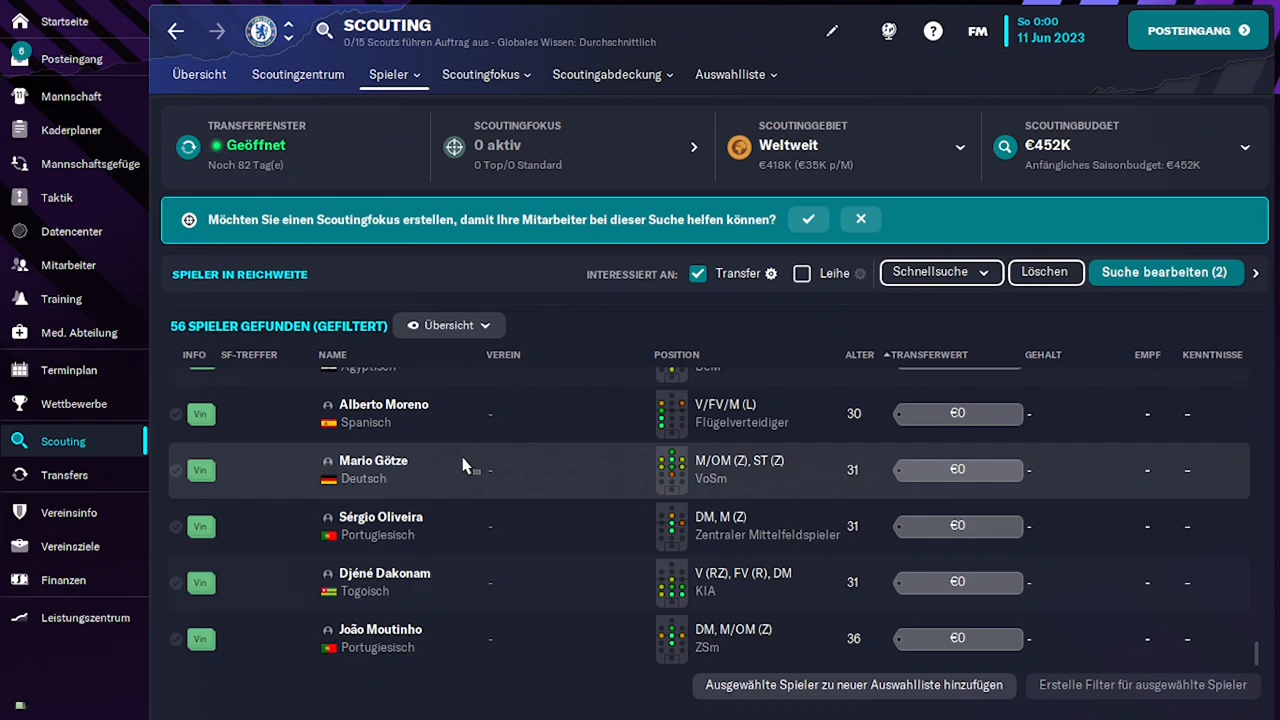 Startseite
6
Posteingang
11
Mannschaft
Kaderplaner
Mannschaftsgefüge
Taktik
Datencenter
Mitarbeiter
Training
Med. Abteilung
Terminplan
Wettbewerbe
Scouting
Transfers
Vereinsinfo
Vereinsziele
Finanzen
Leistungszentrum
SCOUTING
0/15 Scouts führen Auftrag aus - Globales Wissen: Durchschnittlich
?
FM
So 0:00
11 Jun 2023
POSTEINGANG
Übersicht
Scoutingzentrum
Spieler
Scoutingfokus
Scoutingabdeckung
Auswahlliste
TRANSFERFENSTER
Geöffnet
Noch 82 Tag(e)
SCOUTINGFOKUS
0 aktiv
0 Top/0 Standard
SCOUTINGGEBIET
Weltweit
€418K (€35K p/M)
SCOUTINGBUDGET
€452K
Anfängliches Saisonbudget: €452K
Möchten Sie einen Scoutingfokus erstellen, damit Ihre Mitarbeiter bei dieser Suche helfen können?
SPIELER IN REICHWEITE
INTERESSIERT AN:
Transfer
Leihe
Schnellsuche
Löschen
Suche bearbeiten (2)
56 SPIELER GEFUNDEN (GEFILTERT)
Übersicht
INFO SF-TREFFER NAME VEREIN POSITION ALTER TRANSFERWERT GEHALT EMPF KENNTNISSE
Ägyptisch
Vin Alberto Moreno - V/FV/M (L) 30 €0 - - -
Spanisch Flügelverteidiger
Vin Mario Götze - M/OM (Z), ST (Z) 31 €0 - - -
Deutsch VoSm
Vin Sérgio Oliveira - DM, M (Z) 31 €0 - - -
Portugiesisch Zentraler Mittelfeldspieler
Vin Djéné Dakonam - V (RZ), FV (R), DM 31 €0 - - -
Togoisch KIA
Vin João Moutinho - DM, M/OM (Z) 36 €0 - - -
Portugiesisch ZSm
Ausgewählte Spieler zu neuer Auswahlliste hinzufügen
Erstelle Filter für ausgewählte Spieler